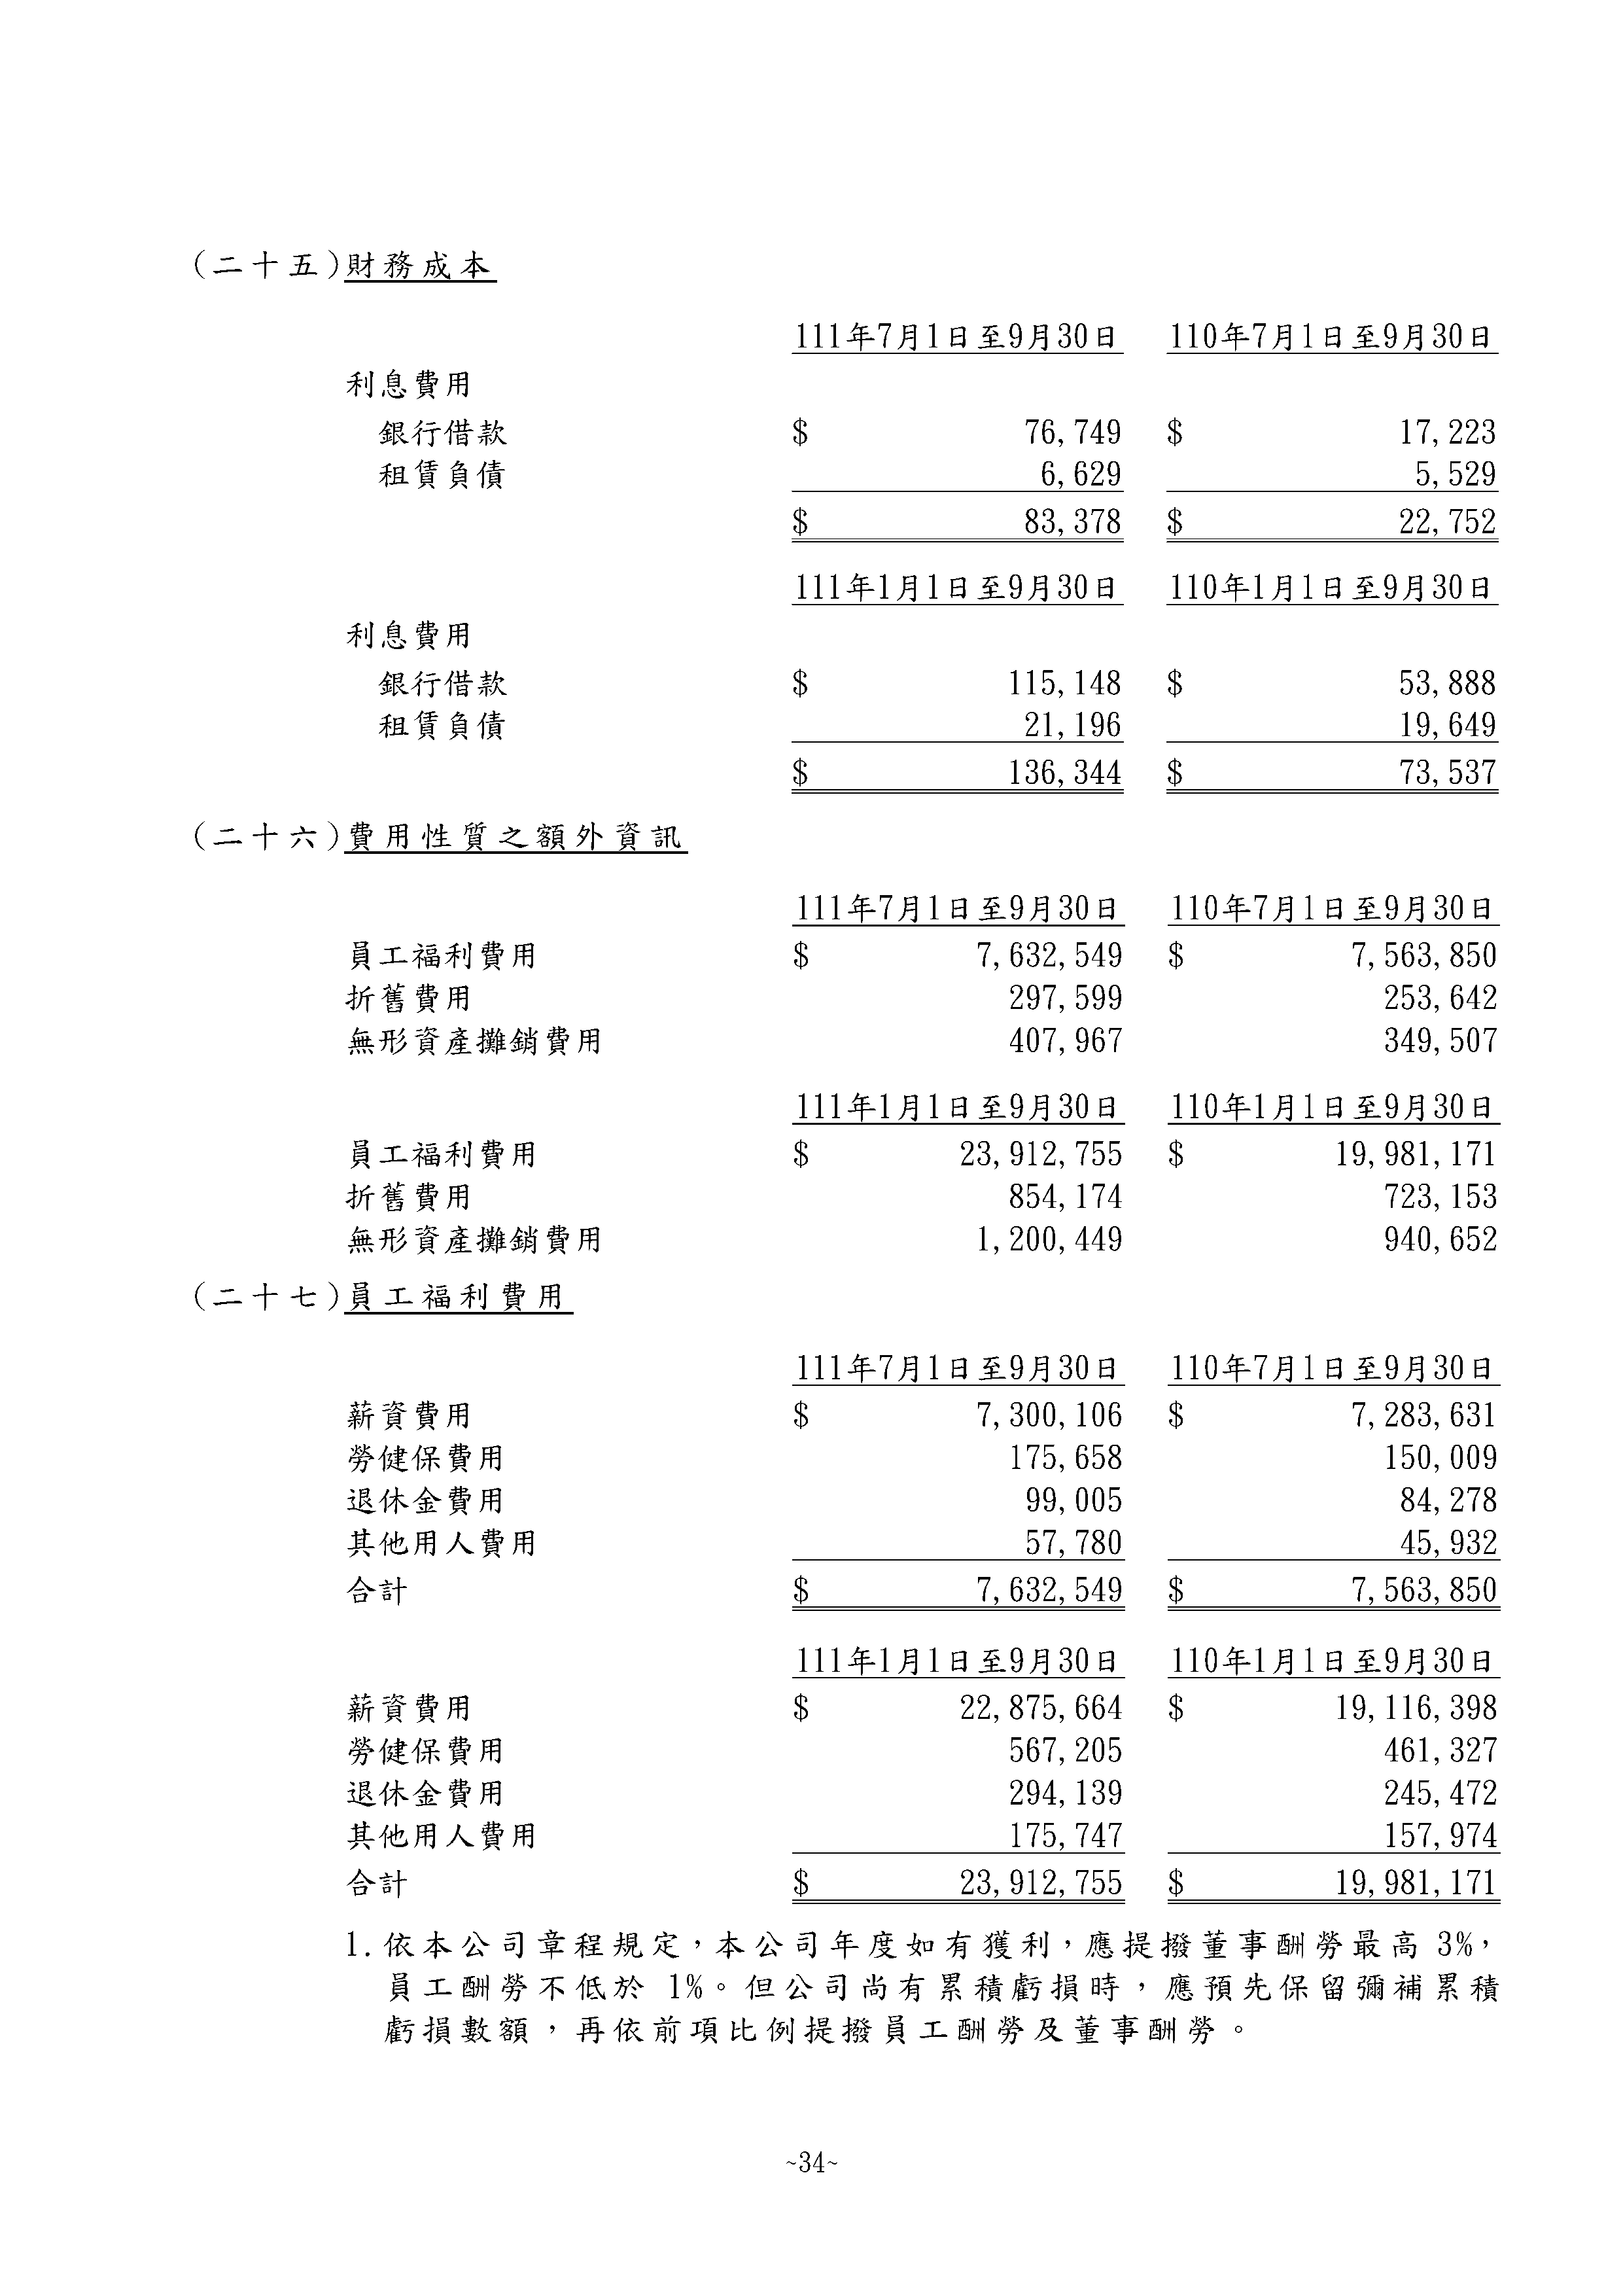 (二十五)財務成本
111年7月1日至9月30日 110年7月1日至9月30日
利息費用
銀行借款 $ 76,749 $ 17,223
租賃負債 6,629 5,529
$ 83,378 $ 22,752
111年1月1日至9月30日 110年1月1日至9月30日
利息費用
銀行借款 $ 115,148 $ 53,888
租賃負債 21,196 19,649
$ 136,344 $ 73,537
(二十六)費用性質之額外資訊
111年7月1日至9月30日 110年7月1日至9月30日
員工福利費用 $ 7,632,549 $ 7,563,850
折舊費用 297,599 253,642
無形資產攤銷費用 407,967 349,507
111年1月1日至9月30日 110年1月1日至9月30日
員工福利費用 $ 23,912,755 $ 19,981,171
折舊費用 854,174 723,153
無形資產攤銷費用 1,200,449 940,652
(二十七)員工福利費用
111年7月1日至9月30日 110年7月1日至9月30日
薪資費用 $ 7,300,106 $ 7,283,631
勞健保費用 175,658 150,009
退休金費用 99,005 84,278
其他用人費用 57,780 45,932
合計 $ 7,632,549 $ 7,563,850
111年1月1日至9月30日 110年1月1日至9月30日
薪資費用 $ 22,875,664 $ 19,116,398
勞健保費用 567,205 461,327
退休金費用 294,139 245,472
其他用人費用 175,747 157,974
合計 $ 23,912,755 $ 19,981,171
1.依本公司章程規定，本公司年度如有獲利，應提撥董事酬勞最高 3%，
員工酬勞不低於 1%。但公司尚有累積虧損時，應預先保留彌補累積
虧損數額，再依前項比例提撥員工酬勞及董事酬勞。
~34~